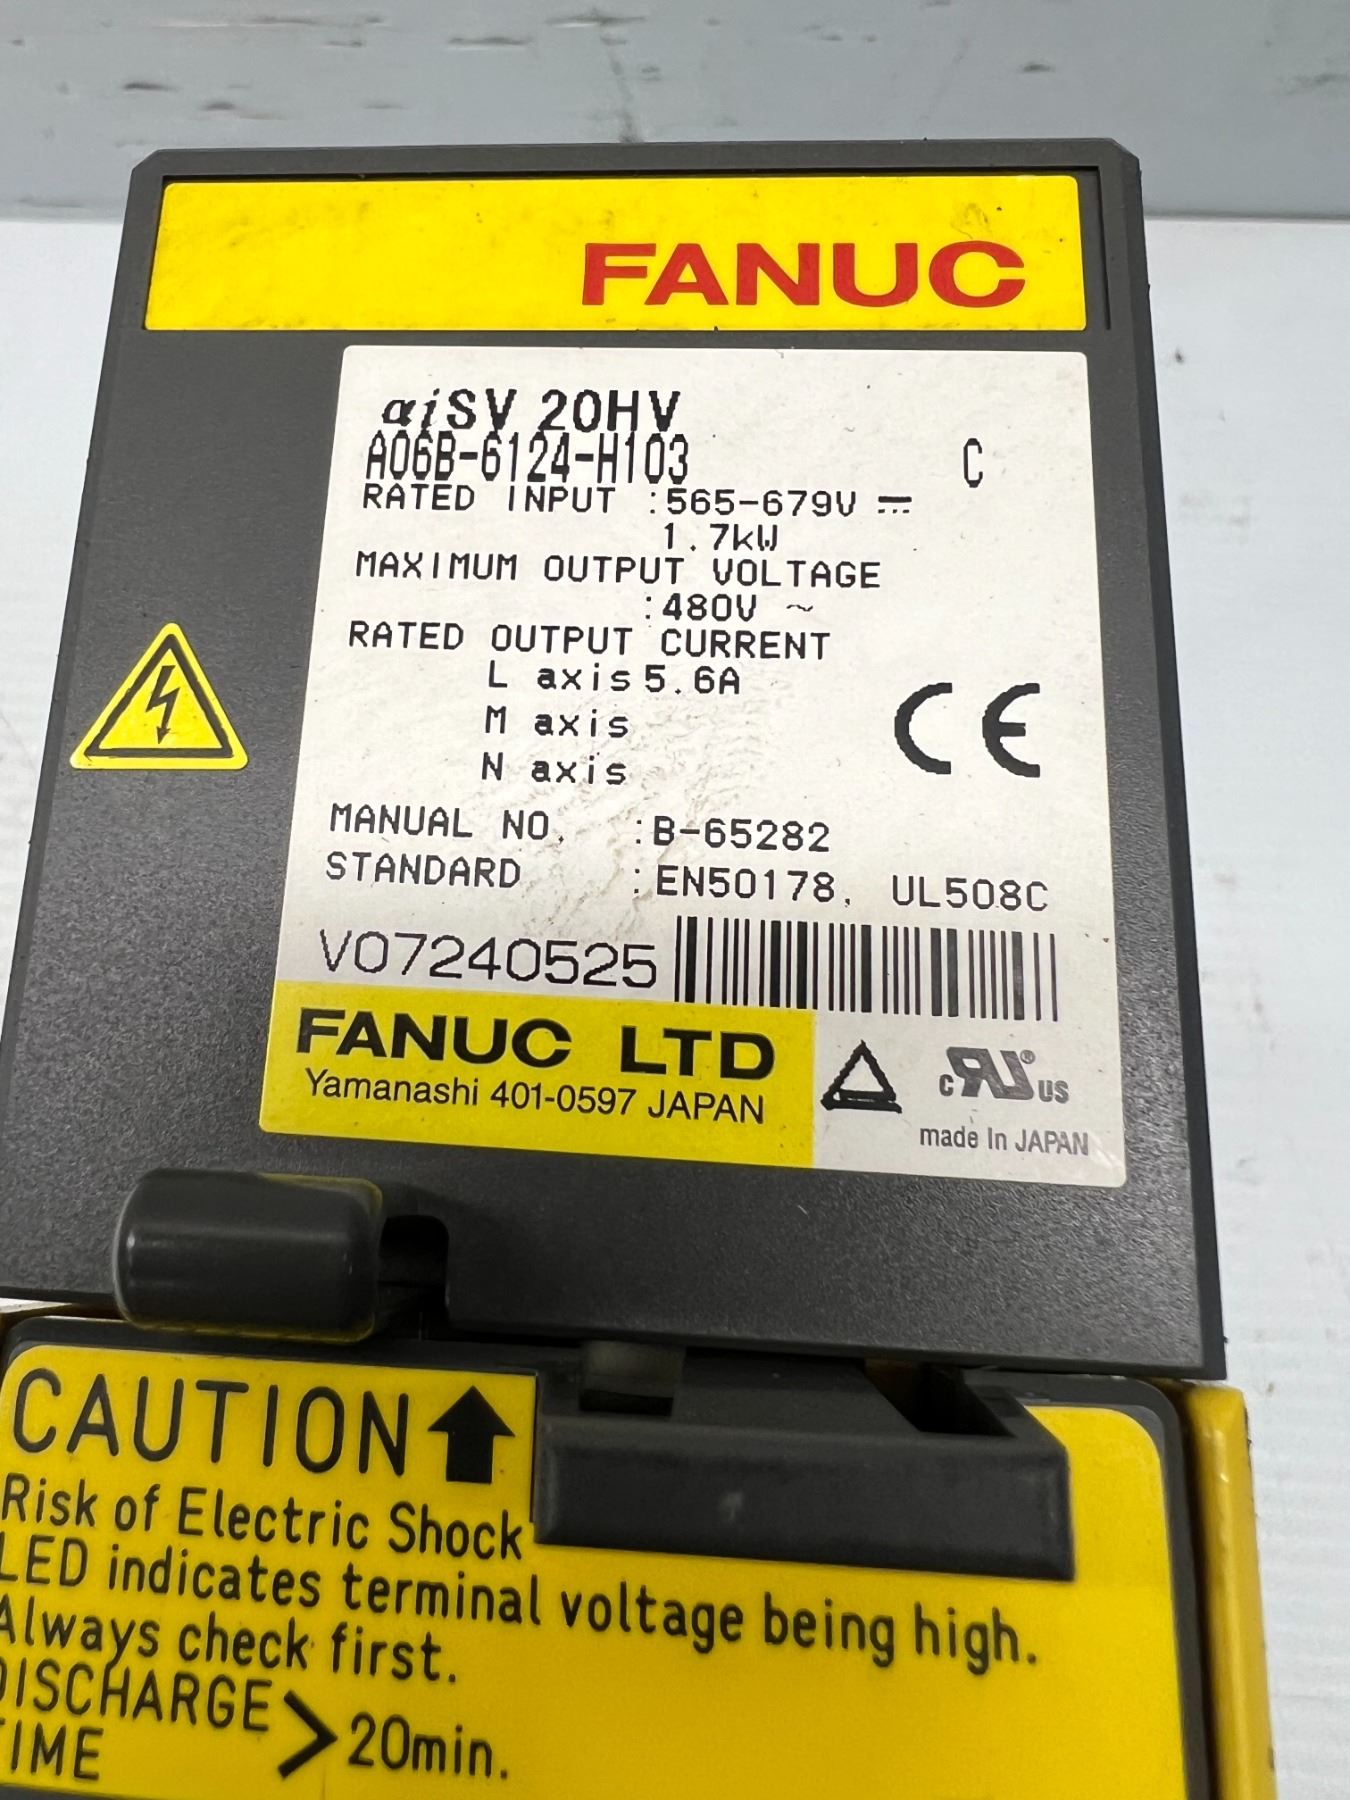 FANUC
αiSV 20HV
A06B-6124-H103 C
RATED INPUT :565-679V ⎓
1.7kW
MAXIMUM OUTPUT VOLTAGE
:480V ~
RATED OUTPUT CURRENT
L axis 5.6A
M axis
N axis
CE
MANUAL NO. :B-65282
STANDARD :EN50178, UL508C
V07240525
FANUC LTD
Yamanashi 401-0597 JAPAN
c RU ® US
made in JAPAN
CAUTION
Risk of Electric Shock
LED indicates terminal voltage being high.
Always check first.
DISCHARGE
TIME > 20min.